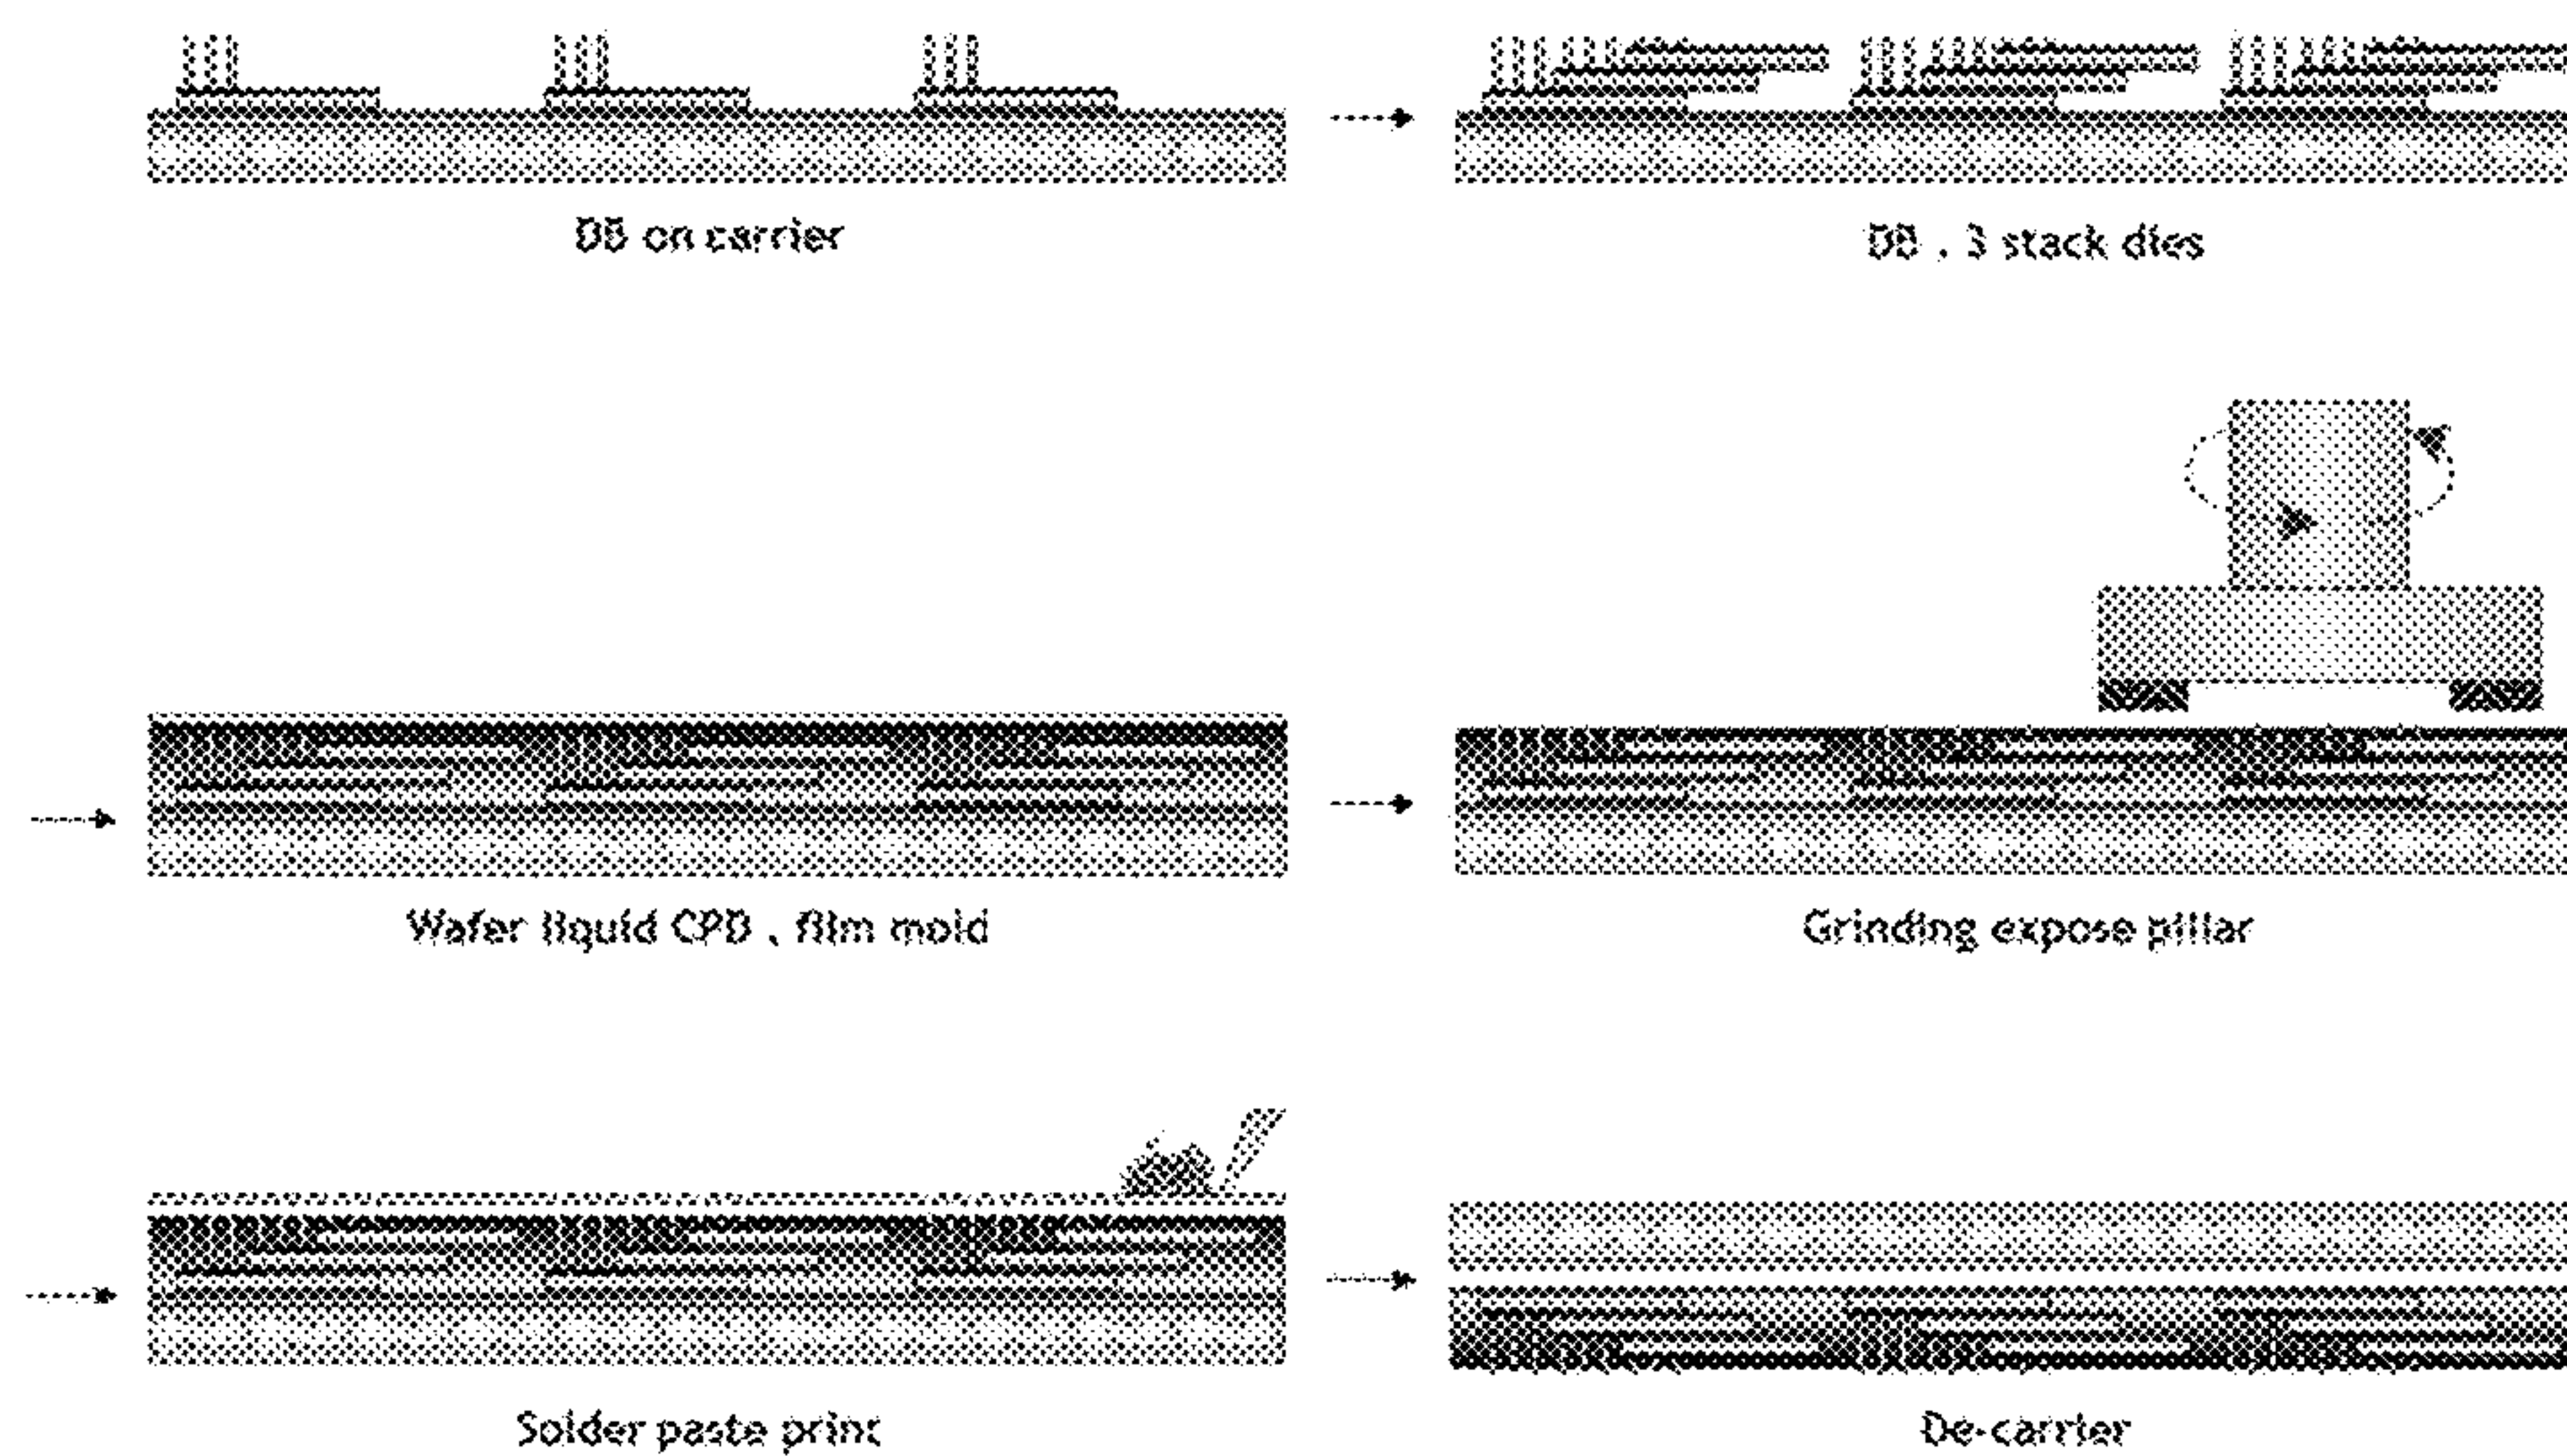 DB on carrier
DB , 3 stack dies
Wafer liquid CPD , film mold
Grinding expose pillar
Solder paste print
De-carrier